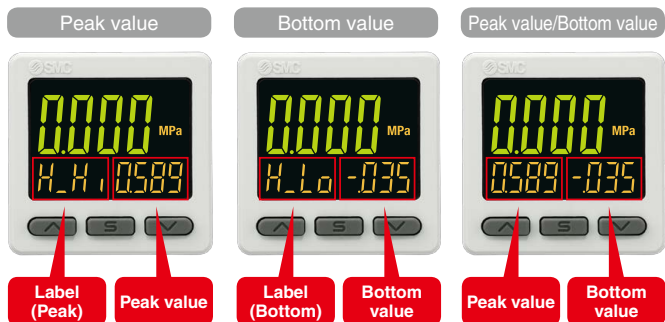 Peak value
Bottom value
Peak value/Bottom value
SMC
SMC
SMC
0.000 MPa
0.000 MPa
0.000 MPa
H_Hi 0.589
H_Lo -.035
0.589 -.035
S
S
S
Label
(Peak)
Peak value
Label
(Bottom)
Bottom
value
Peak value
Bottom
value